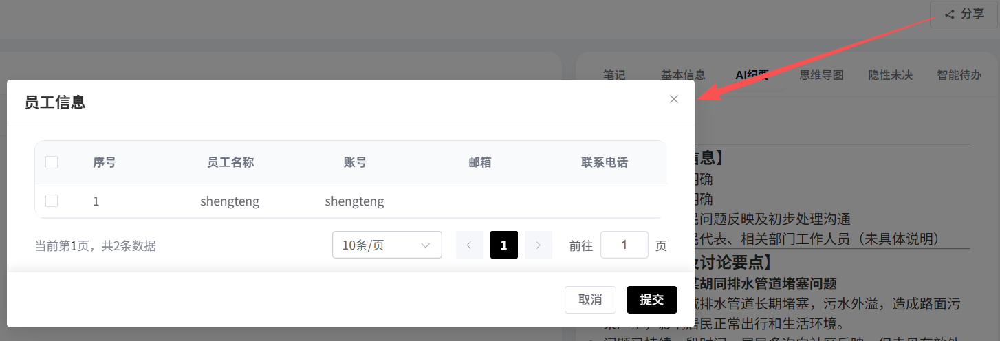 分享
笔记 基本信息 AI纪要 思维导图 隐性未决 智能待办
员工信息
序号 员工名称 账号 邮箱 联系电话
1 shengteng shengteng
当前第1页，共2条数据 10条/页 1 前往 1 页
取消 提交
信息】
明确
明确
民问题反映及初步处理沟通
民代表、相关部门工作人员（未具体说明）
及讨论要点】
某胡同排水管道堵塞问题
排水管道长期堵塞，污水外溢，造成路面污
居民正常出行和生活环境。